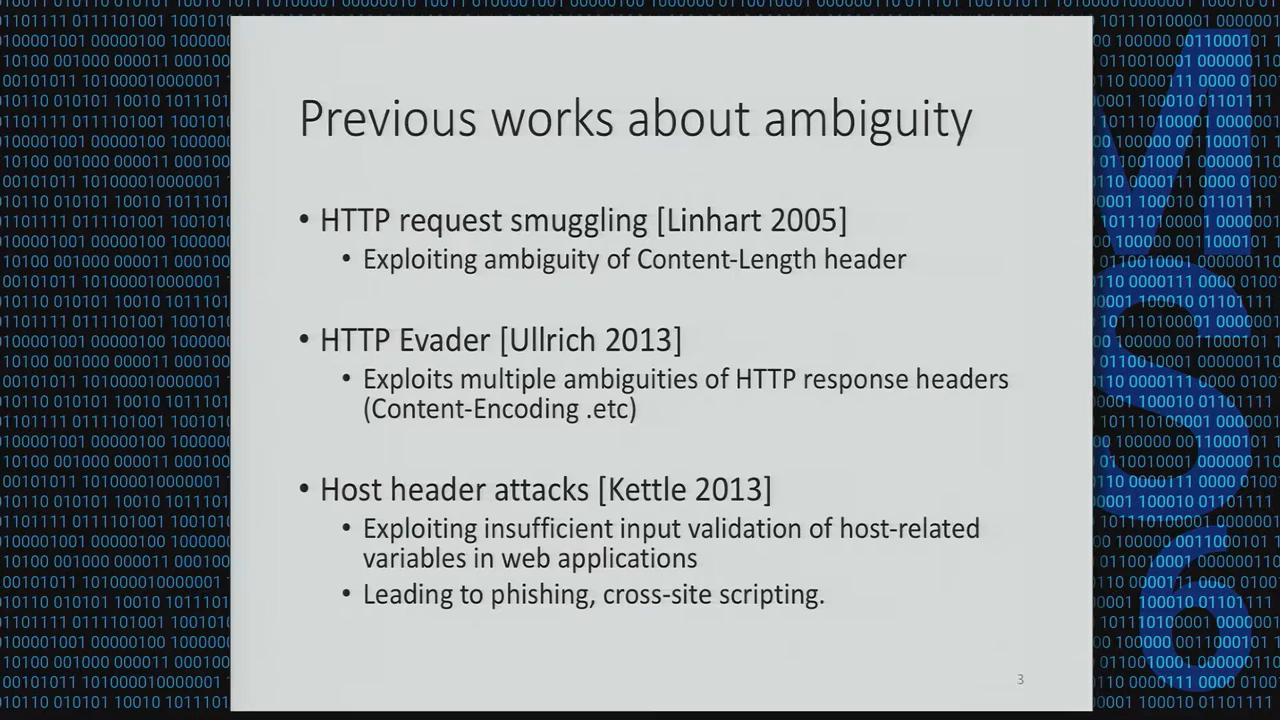 Previous works about ambiguity
• HTTP request smuggling [Linhart 2005]
• Exploiting ambiguity of Content-Length header
• HTTP Evader [Ullrich 2013]
• Exploits multiple ambiguities of HTTP response headers
(Content-Encoding .etc)
• Host header attacks [Kettle 2013]
• Exploiting insufficient input validation of host-related
variables in web applications
• Leading to phishing, cross-site scripting.
3